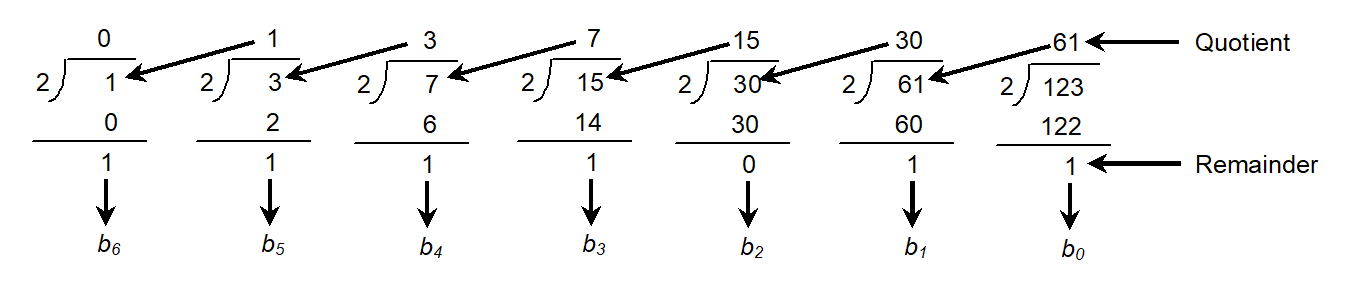 0 1 3 7 15 30 61 Quotient
2 1 2 3 2 7 2 15 2 30 2 61 2 123
0 2 6 14 30 60 122
1 1 1 1 0 1 1 Remainder
b6 b5 b4 b3 b2 b1 b0